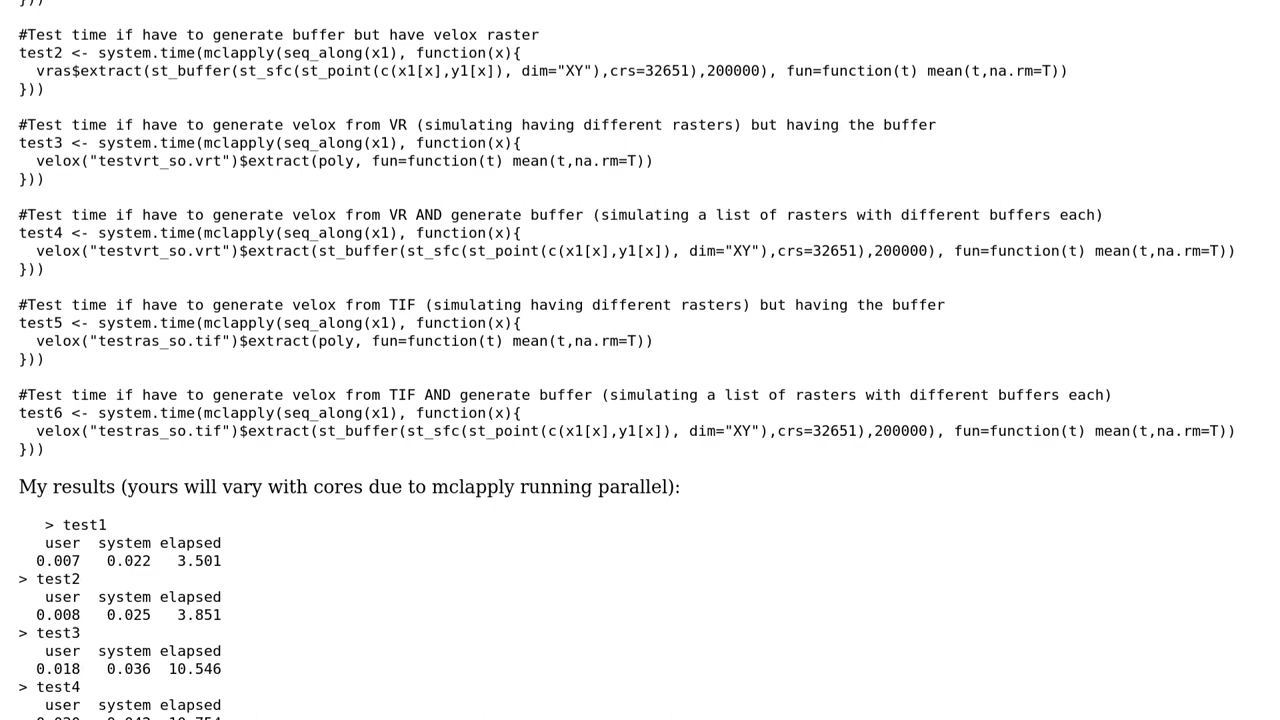 }))
#Test time if have to generate buffer but have velox raster
test2 <- system.time(mclapply(seq_along(x1), function(x){
  vras$extract(st_buffer(st_sfc(st_point(c(x1[x],y1[x]), dim="XY"),crs=32651),200000), fun=function(t) mean(t,na.rm=T))
}))
#Test time if have to generate velox from VR (simulating having different rasters) but having the buffer
test3 <- system.time(mclapply(seq_along(x1), function(x){
  velox("testvrt_so.vrt")$extract(poly, fun=function(t) mean(t,na.rm=T))
}))
#Test time if have to generate velox from VR AND generate buffer (simulating a list of rasters with different buffers each)
test4 <- system.time(mclapply(seq_along(x1), function(x){
  velox("testvrt_so.vrt")$extract(st_buffer(st_sfc(st_point(c(x1[x],y1[x]), dim="XY"),crs=32651),200000), fun=function(t) mean(t,na.rm=T))
}))
#Test time if have to generate velox from TIF (simulating having different rasters) but having the buffer
test5 <- system.time(mclapply(seq_along(x1), function(x){
  velox("testras_so.tif")$extract(poly, fun=function(t) mean(t,na.rm=T))
}))
#Test time if have to generate velox from TIF AND generate buffer (simulating a list of rasters with different buffers each)
test6 <- system.time(mclapply(seq_along(x1), function(x){
  velox("testras_so.tif")$extract(st_buffer(st_sfc(st_point(c(x1[x],y1[x]), dim="XY"),crs=32651),200000), fun=function(t) mean(t,na.rm=T))
}))
My results (yours will vary with cores due to mclapply running parallel):
   > test1
   user  system elapsed
  0.007   0.022   3.501
> test2
   user  system elapsed
  0.008   0.025   3.851
> test3
   user  system elapsed
  0.018   0.036  10.546
> test4
   user  system elapsed